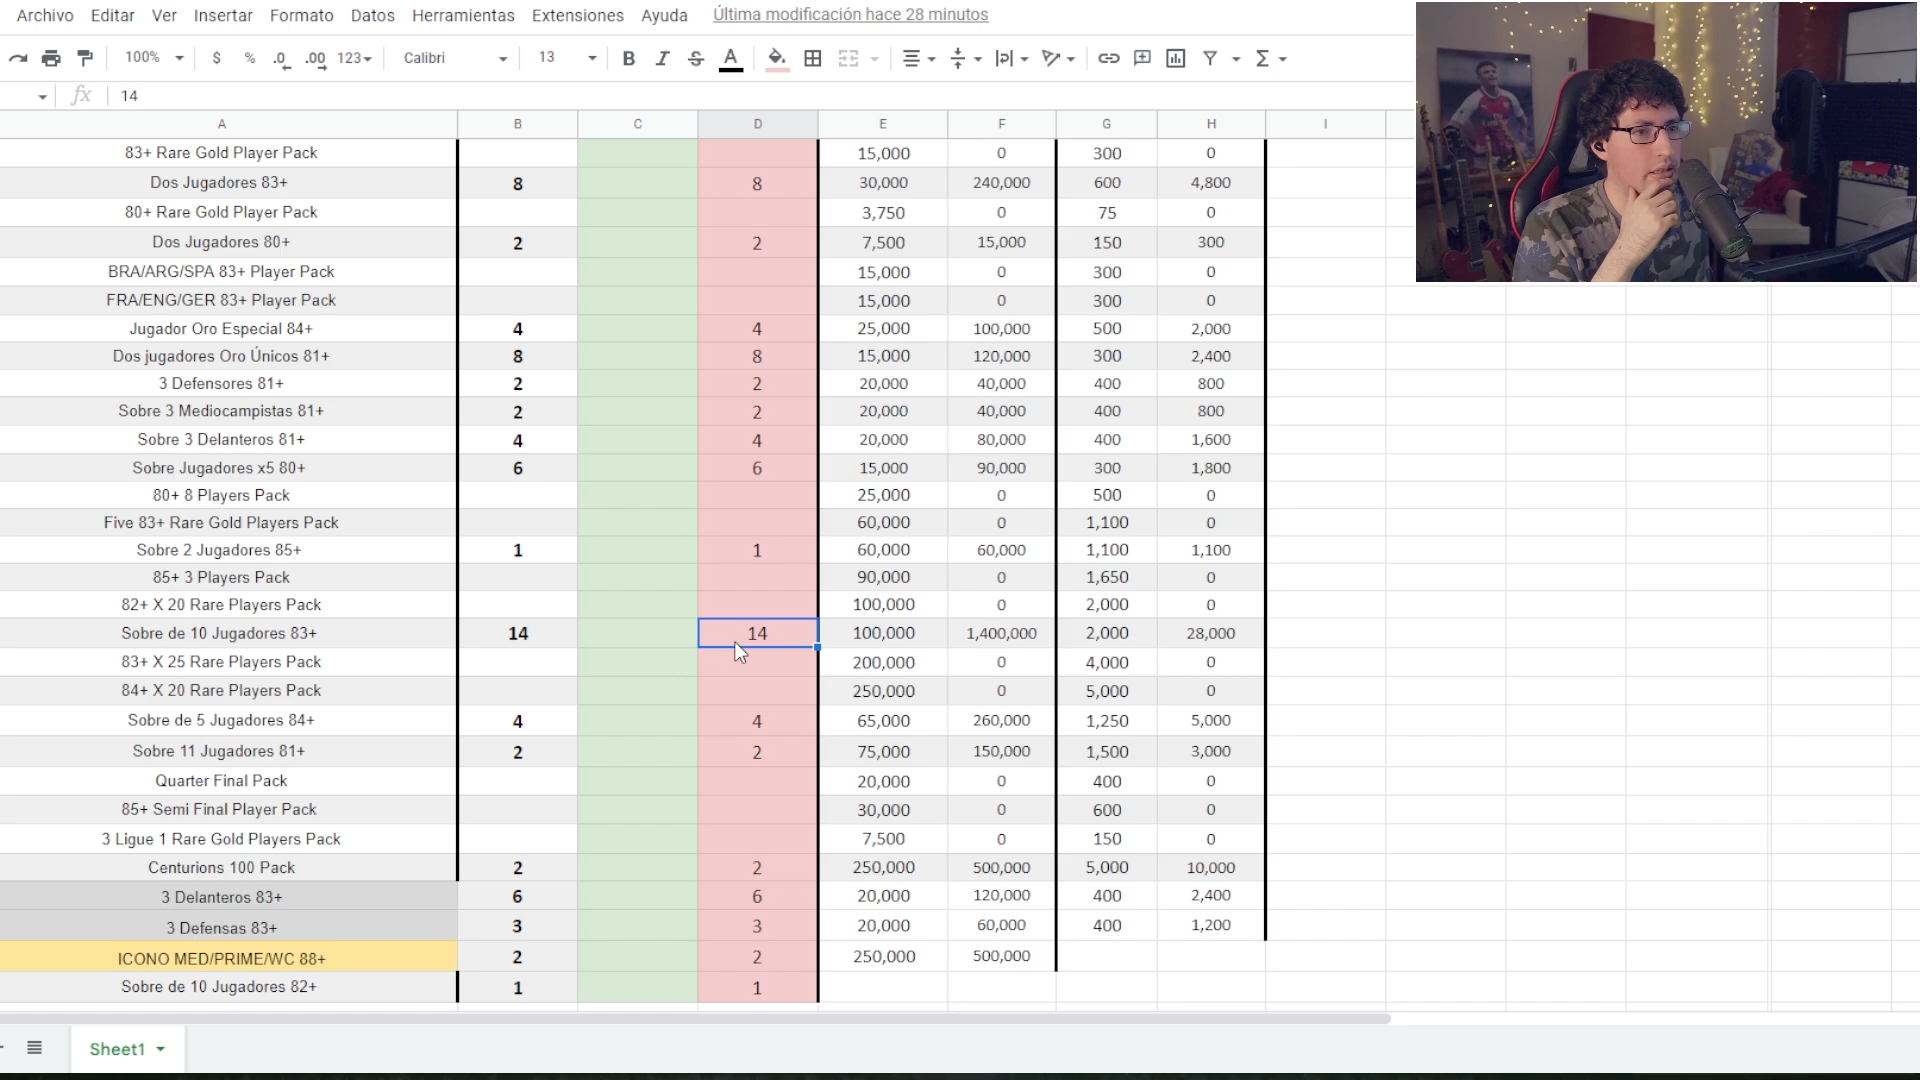 Archivo Editar Ver Insertar Formato Datos Herramientas Extensiones Ayuda Última modificación hace 28 minutos
100% $ % .0 .00 123 Calibri 13 B I S A Σ
fx 14
A B C D E F G H I
83+ Rare Gold Player Pack 15,000 0 300 0
Dos Jugadores 83+ 8 8 30,000 240,000 600 4,800
80+ Rare Gold Player Pack 3,750 0 75 0
Dos Jugadores 80+ 2 2 7,500 15,000 150 300
BRA/ARG/SPA 83+ Player Pack 15,000 0 300 0
FRA/ENG/GER 83+ Player Pack 15,000 0 300 0
Jugador Oro Especial 84+ 4 4 25,000 100,000 500 2,000
Dos jugadores Oro Únicos 81+ 8 8 15,000 120,000 300 2,400
3 Defensores 81+ 2 2 20,000 40,000 400 800
Sobre 3 Mediocampistas 81+ 2 2 20,000 40,000 400 800
Sobre 3 Delanteros 81+ 4 4 20,000 80,000 400 1,600
Sobre Jugadores x5 80+ 6 6 15,000 90,000 300 1,800
80+ 8 Players Pack 25,000 0 500 0
Five 83+ Rare Gold Players Pack 60,000 0 1,100 0
Sobre 2 Jugadores 85+ 1 1 60,000 60,000 1,100 1,100
85+ 3 Players Pack 90,000 0 1,650 0
82+ X 20 Rare Players Pack 100,000 0 2,000 0
Sobre de 10 Jugadores 83+ 14 14 100,000 1,400,000 2,000 28,000
83+ X 25 Rare Players Pack 200,000 0 4,000 0
84+ X 20 Rare Players Pack 250,000 0 5,000 0
Sobre de 5 Jugadores 84+ 4 4 65,000 260,000 1,250 5,000
Sobre 11 Jugadores 81+ 2 2 75,000 150,000 1,500 3,000
Quarter Final Pack 20,000 0 400 0
85+ Semi Final Player Pack 30,000 0 600 0
3 Ligue 1 Rare Gold Players Pack 7,500 0 150 0
Centurions 100 Pack 2 2 250,000 500,000 5,000 10,000
3 Delanteros 83+ 6 6 20,000 120,000 400 2,400
3 Defensas 83+ 3 3 20,000 60,000 400 1,200
ICONO MED/PRIME/WC 88+ 2 2 250,000 500,000
Sobre de 10 Jugadores 82+ 1 1
Sheet1